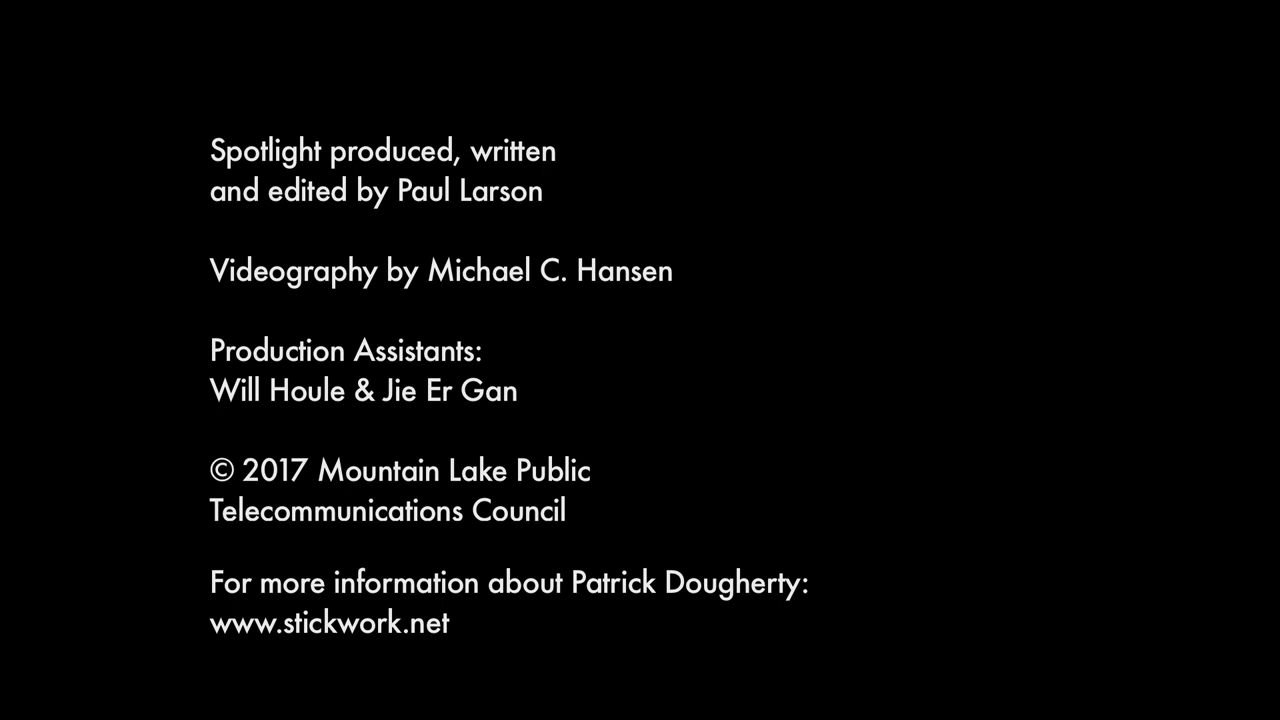 Spotlight produced, written
and edited by Paul Larson
Videography by Michael C. Hansen
Production Assistants:
Will Houle & Jie Er Gan
© 2017 Mountain Lake Public
Telecommunications Council
For more information about Patrick Dougherty:
www.stickwork.net